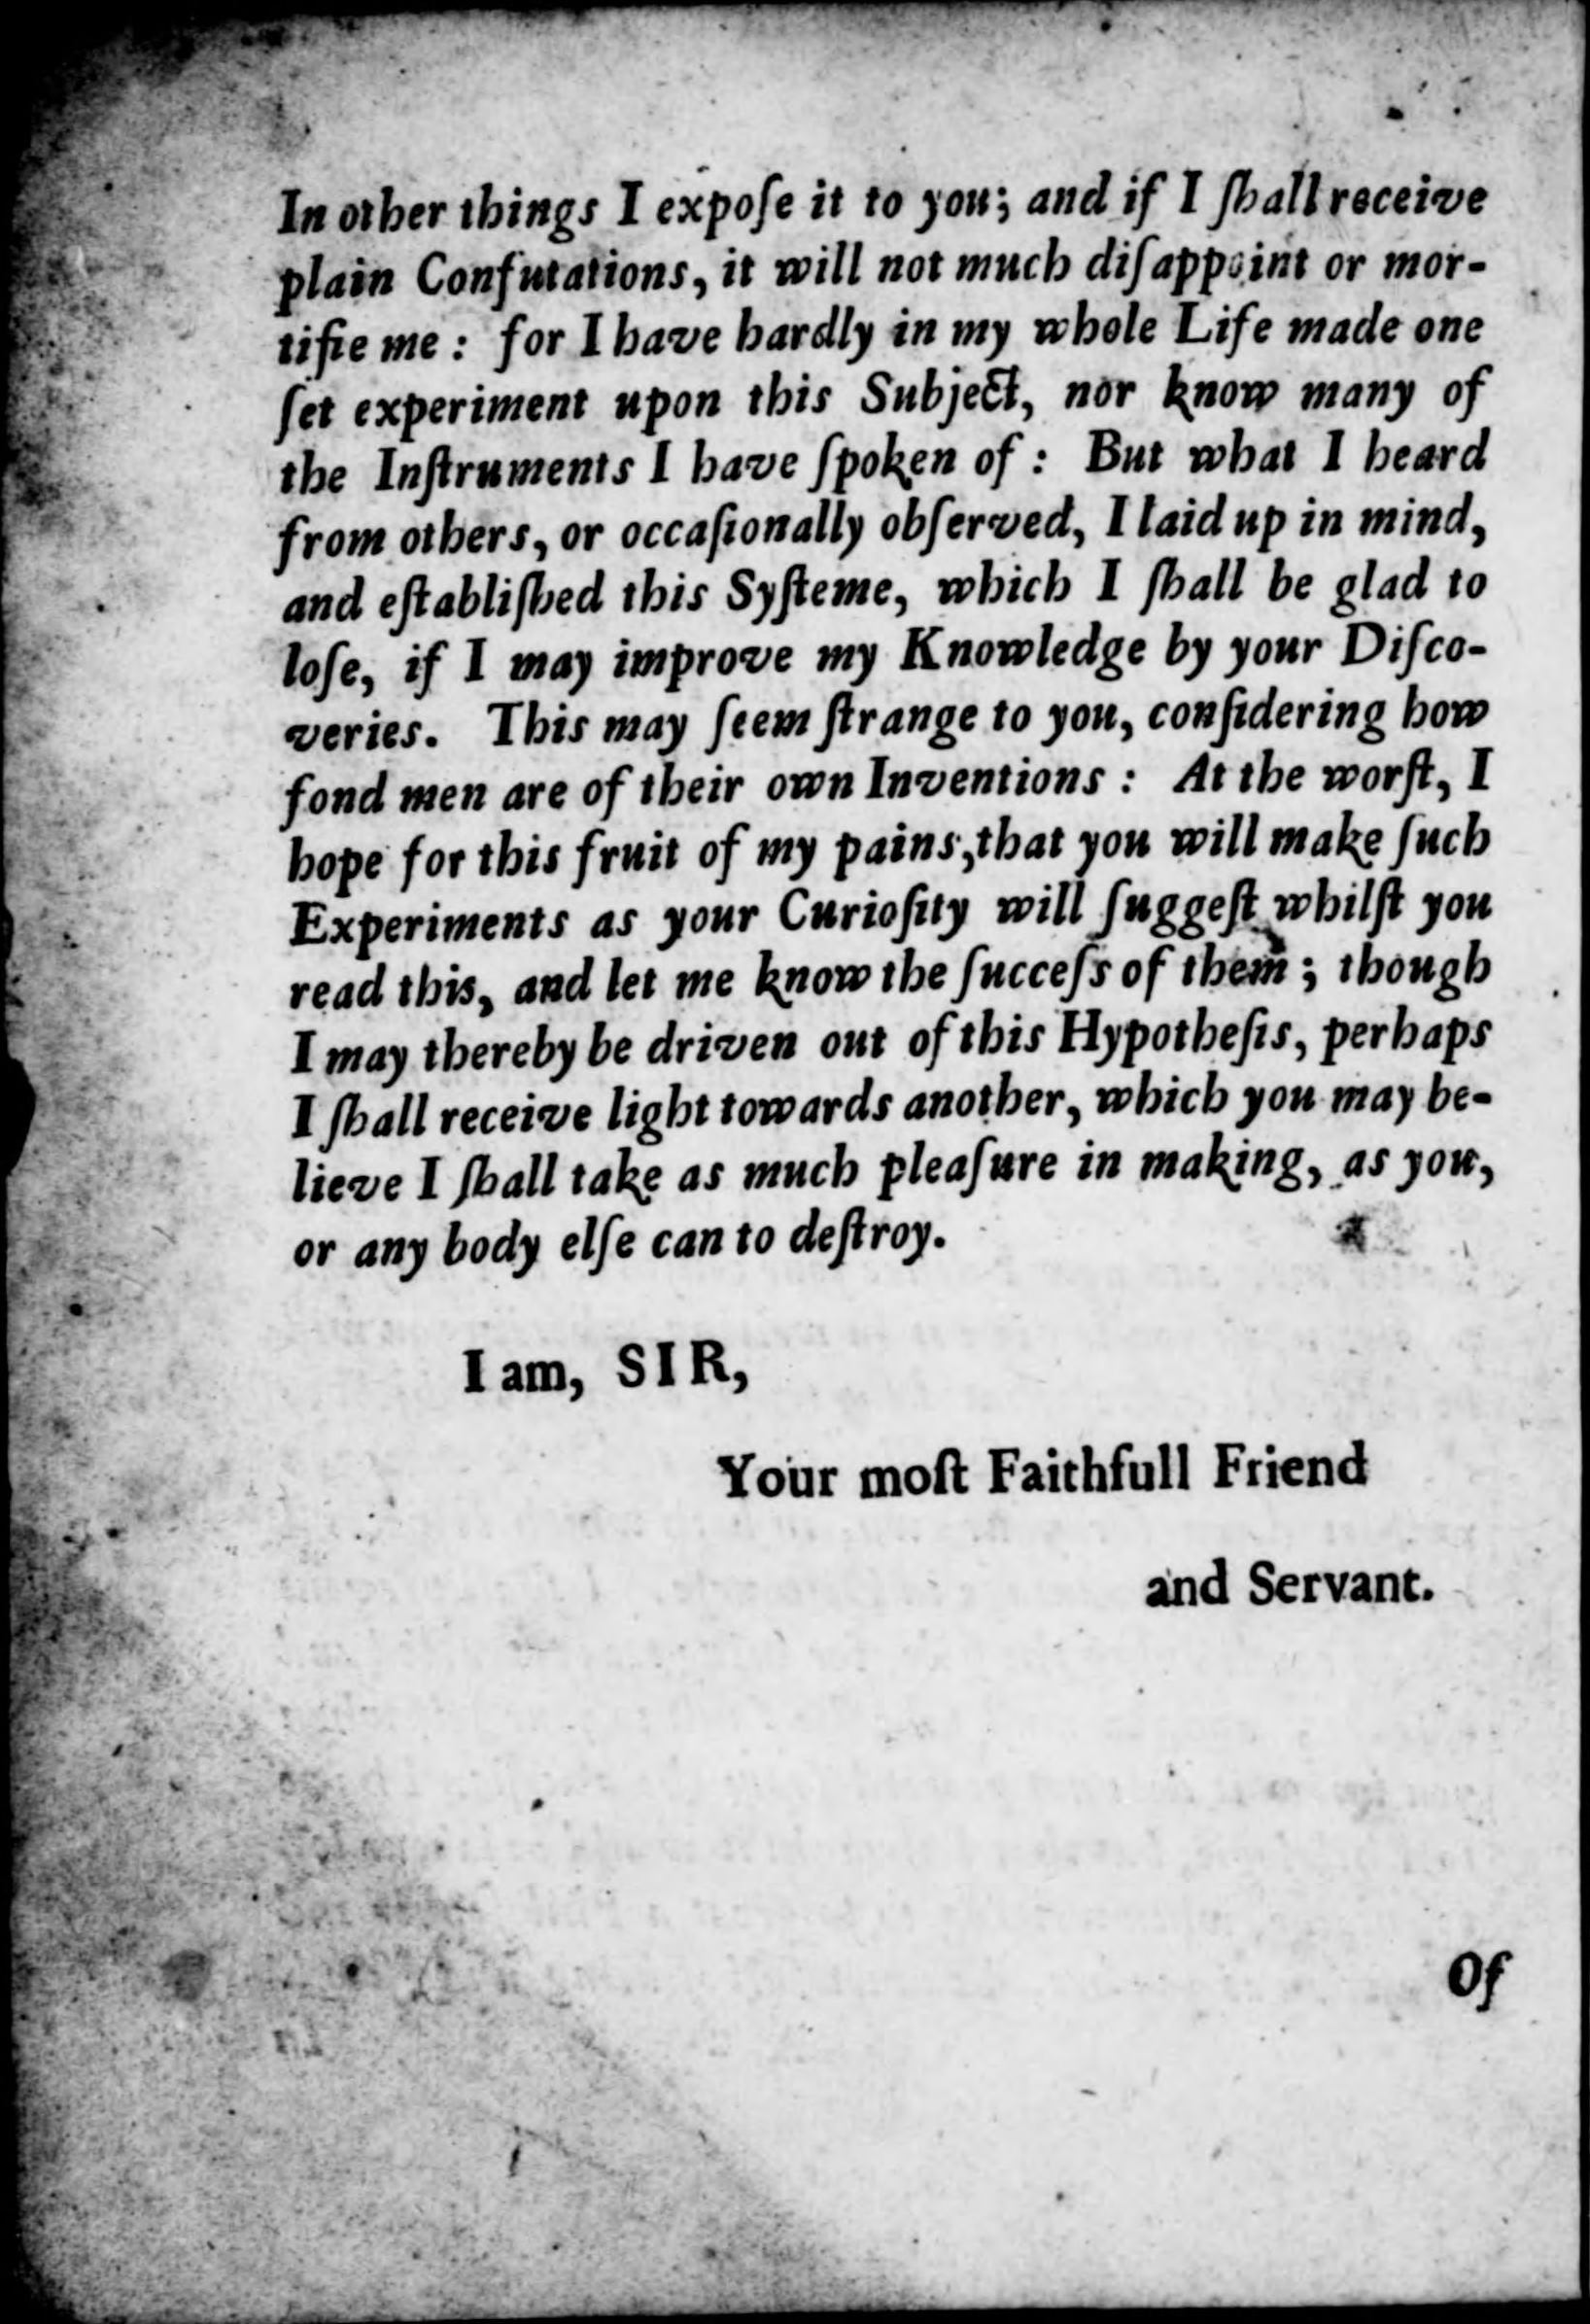 In other things I expoſe it to you; and if I ſhall receive
plain Confutations, it will not much diſappoint or mor-
tifie me : for I have hardly in my whole Life made one
ſet experiment upon this Subject, nor know many of
the Inſtruments I have ſpoken of : But what I heard
from others, or occaſionally obſerved, I laid up in mind,
and eſtabliſhed this Syſteme, which I ſhall be glad to
loſe, if I may improve my Knowledge by your Diſco-
veries. This may ſeem ſtrange to you, conſidering how
fond men are of their own Inventions : At the worſt, I
hope for this fruit of my pains, that you will make ſuch
Experiments as your Curioſity will ſuggeſt whilſt you
read this, and let me know the ſucceſs of them ; though
I may thereby be driven out of this Hypotheſis, perhaps
I ſhall receive light towards another, which you may be-
lieve I ſhall take as much pleaſure in making, as you,
or any body elſe can to deſtroy.
I am, SIR,
Your moſt Faithfull Friend
and Servant.
Of